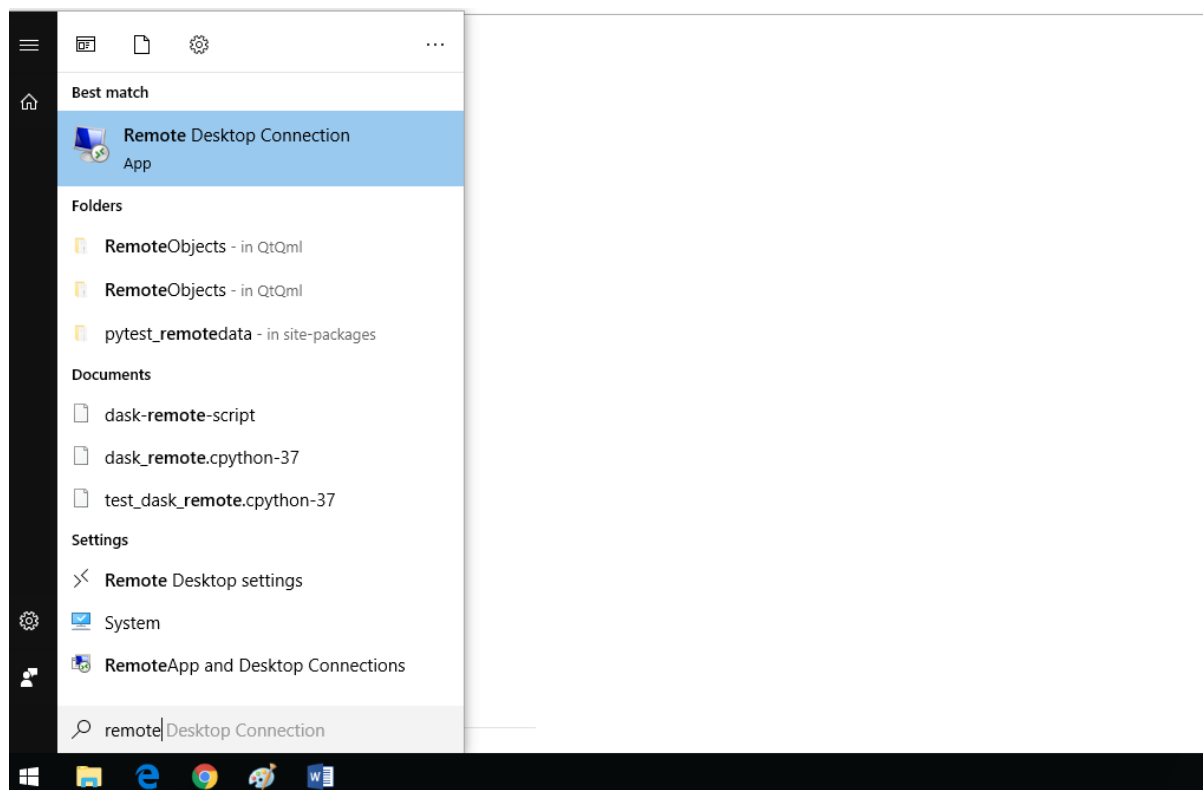 Best match
Remote Desktop Connection
App
Folders
RemoteObjects - in QtQml
RemoteObjects - in QtQml
pytest_remotedata - in site-packages
Documents
dask-remote-script
dask_remote.cpython-37
test_dask_remote.cpython-37
Settings
Remote Desktop settings
System
RemoteApp and Desktop Connections
remote Desktop Connection